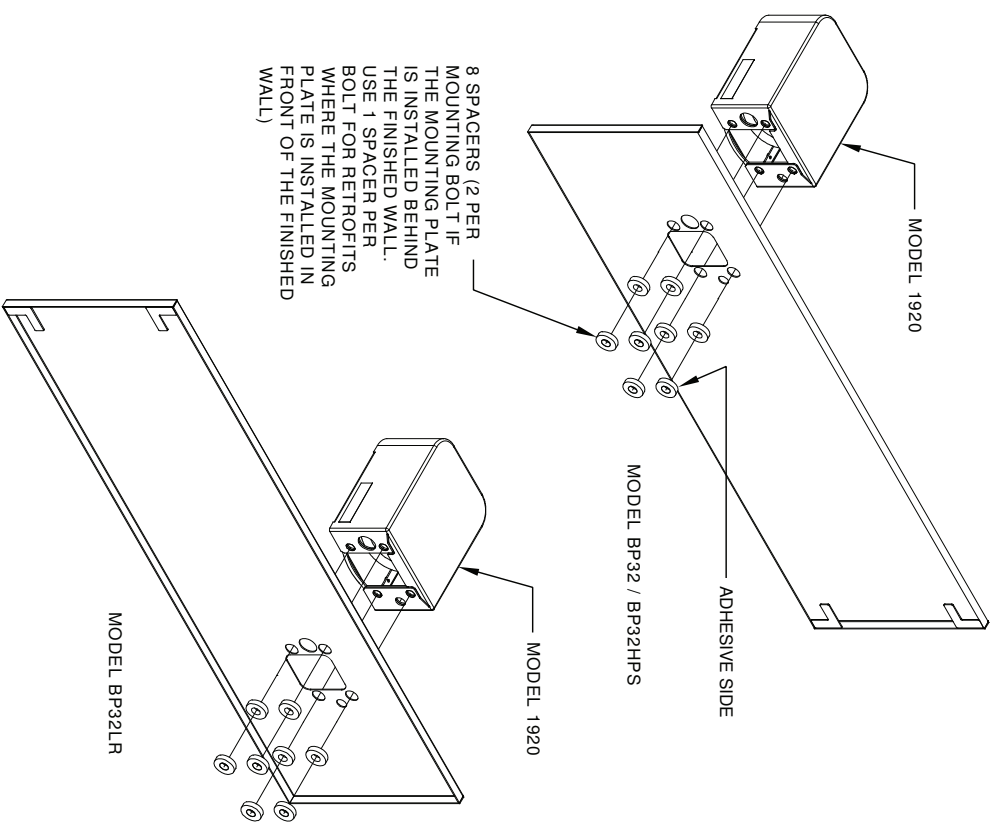 MODEL 1920
8 SPACERS (2 PER
MOUNTING BOLT IF
THE MOUNTING PLATE
IS INSTALLED BEHIND
THE FINISHED WALL.
USE 1 SPACER PER
BOLT FOR RETROFITS
WHERE THE MOUNTING
PLATE IS INSTALLED IN
FRONT OF THE FINISHED
WALL)
ADHESIVE SIDE
MODEL BP32 / BP32HPS
MODEL 1920
MODEL BP32LR